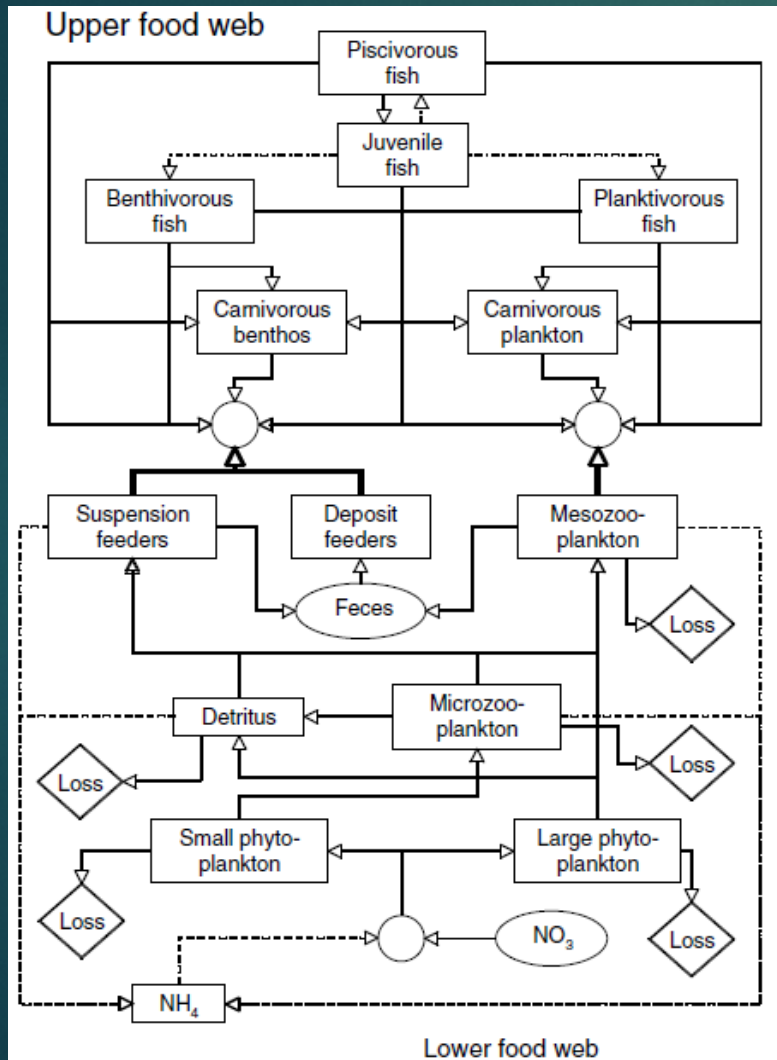 Upper food web
Piscivorous
fish
Juvenile
fish
Benthivorous
fish
Planktivorous
fish
Carnivorous
benthos
Carnivorous
plankton
Suspension
feeders
Deposit
feeders
Mesozoo-
plankton
Feces
Loss
Detritus
Microzoo-
plankton
Loss
Loss
Small phyto-
plankton
Large phyto-
plankton
Loss
NO₃
Loss
NH₄
Lower food web